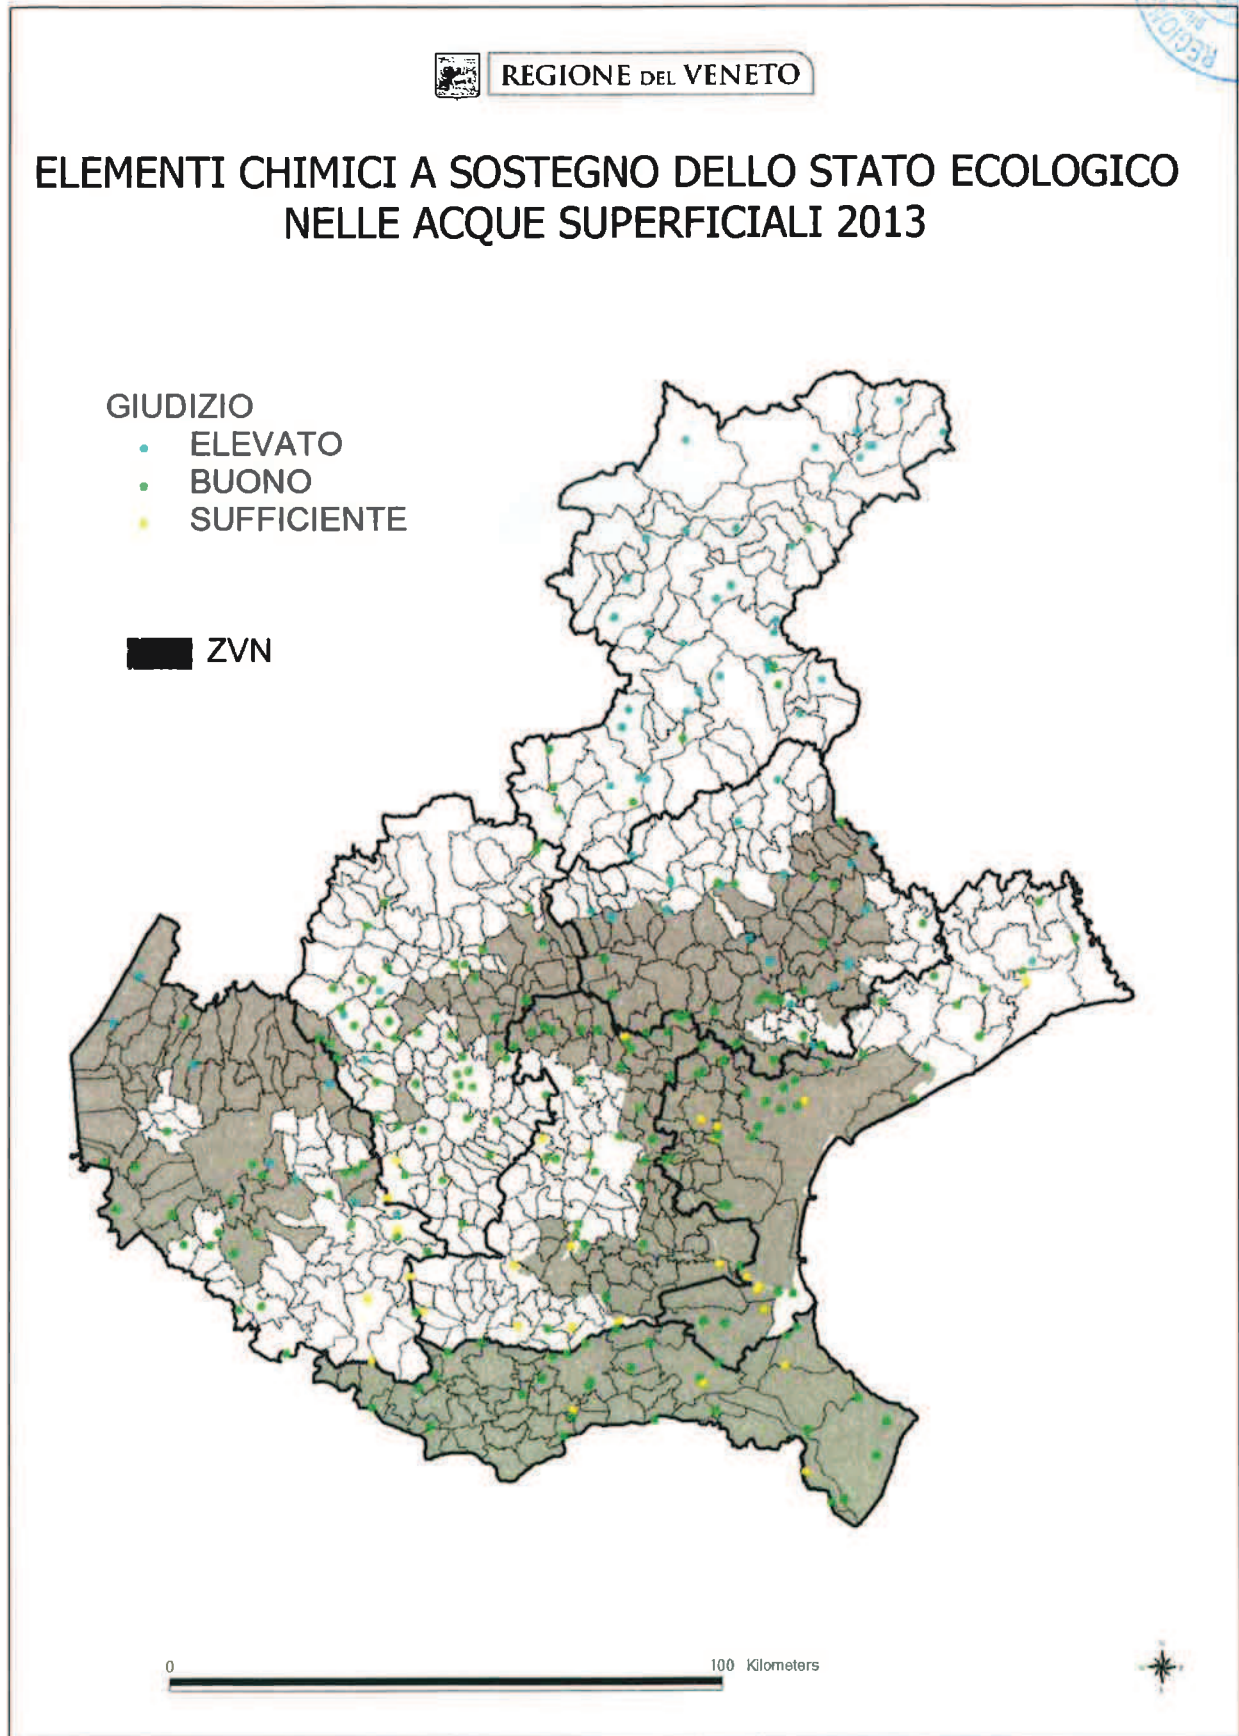 REGIONE DEL VENETO
REGION
ELEMENTI CHIMICI A SOSTEGNO DELLO STATO ECOLOGICO
NELLE ACQUE SUPERFICIALI 2013
GIUDIZIO
ELEVATO
BUONO
SUFFICIENTE
ZVN
0 100 Kilometers